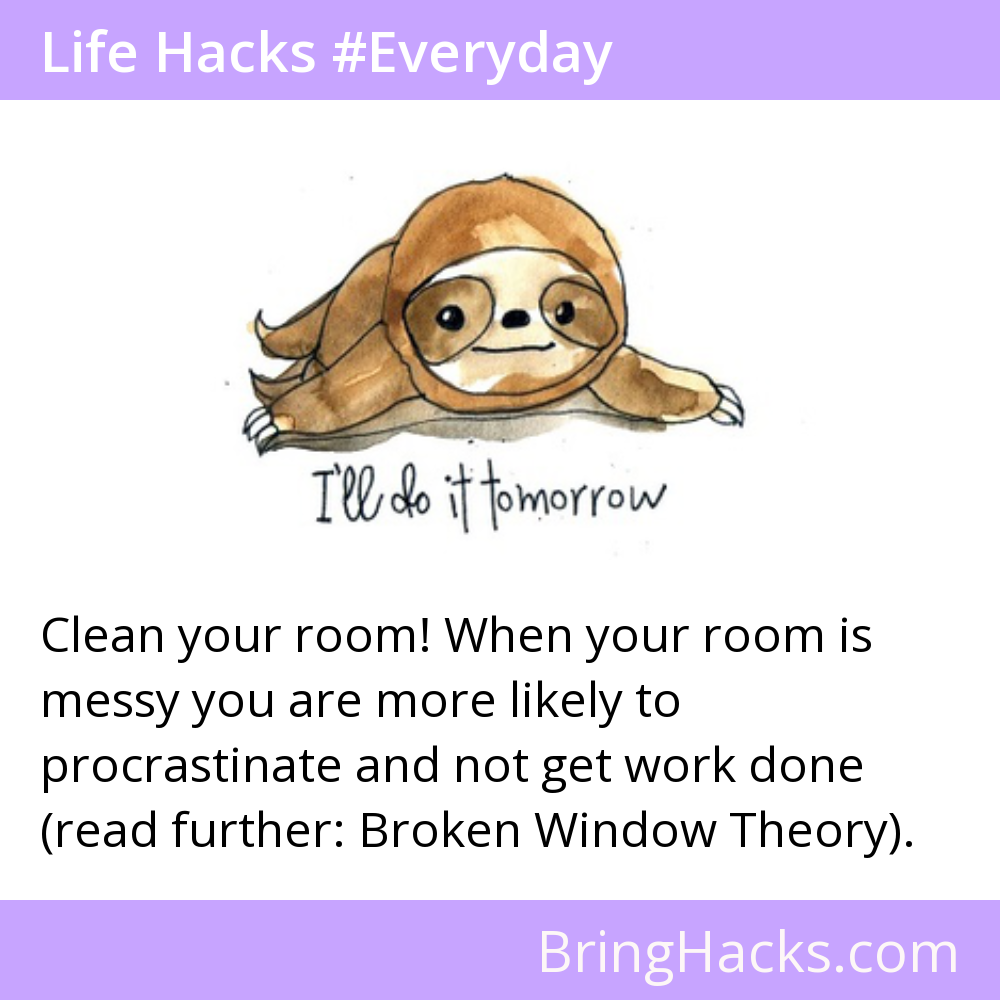 Life Hacks #Everyday
I'll do it tomorrow
Clean your room! When your room is
messy you are more likely to
procrastinate and not get work done
(read further: Broken Window Theory).
BringHacks.com